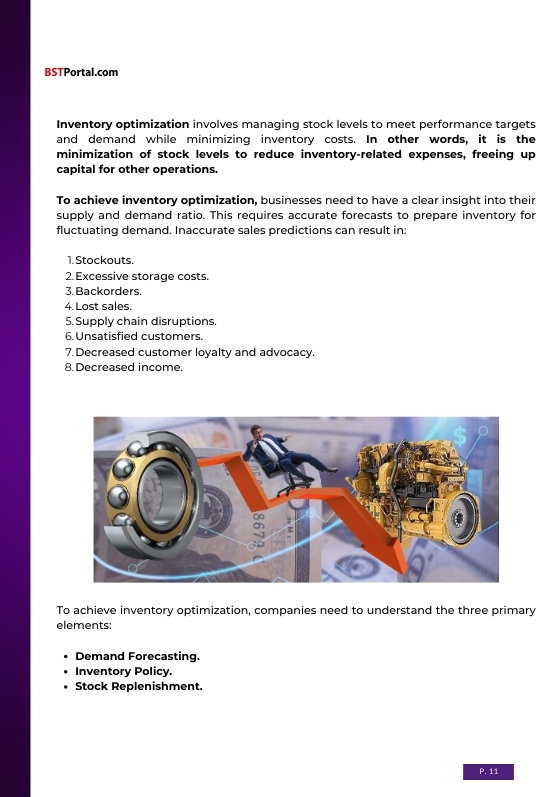 BSTPortal.com
Inventory optimization involves managing stock levels to meet performance targets
and demand while minimizing inventory costs. In other words, it is the
minimization of stock levels to reduce inventory-related expenses, freeing up
capital for other operations.
To achieve inventory optimization, businesses need to have a clear insight into their
supply and demand ratio. This requires accurate forecasts to prepare inventory for
fluctuating demand. Inaccurate sales predictions can result in:
1. Stockouts.
2. Excessive storage costs.
3. Backorders.
4. Lost sales.
5. Supply chain disruptions.
6. Unsatisfied customers.
7. Decreased customer loyalty and advocacy.
8. Decreased income.
$
To achieve inventory optimization, companies need to understand the three primary
elements:
• Demand Forecasting.
• Inventory Policy.
• Stock Replenishment.
P. 11